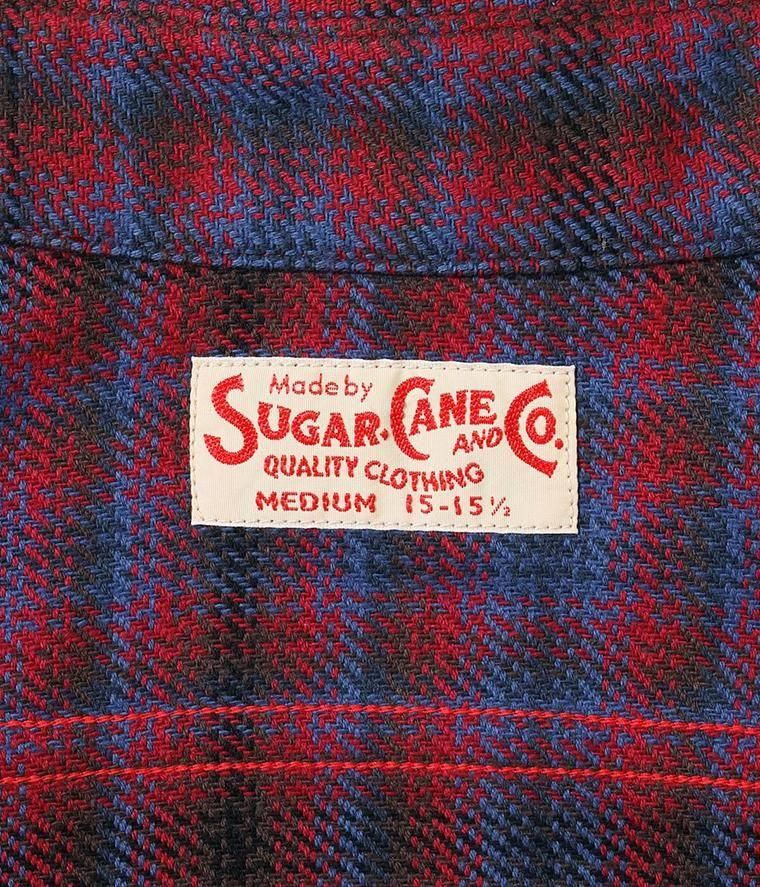 Made by
SUGAR CANE AND CO.
QUALITY CLOTHING
MEDIUM 15-15½